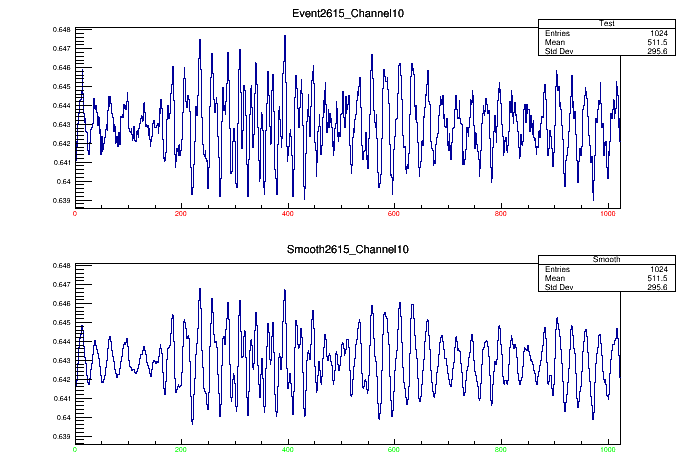 Event2615_Channel10
Test
Entries 1024
Mean 511.5
Std Dev 295.6
0.648
0.647
0.646
0.645
0.644
0.643
0.642
0.641
0.64
0.639
0 200 400 600 800 1000
Smooth2615_Channel10
Smooth
Entries 1024
Mean 511.5
Std Dev 295.6
0.648
0.647
0.646
0.645
0.644
0.643
0.642
0.641
0.64
0.639
0 200 400 600 800 1000